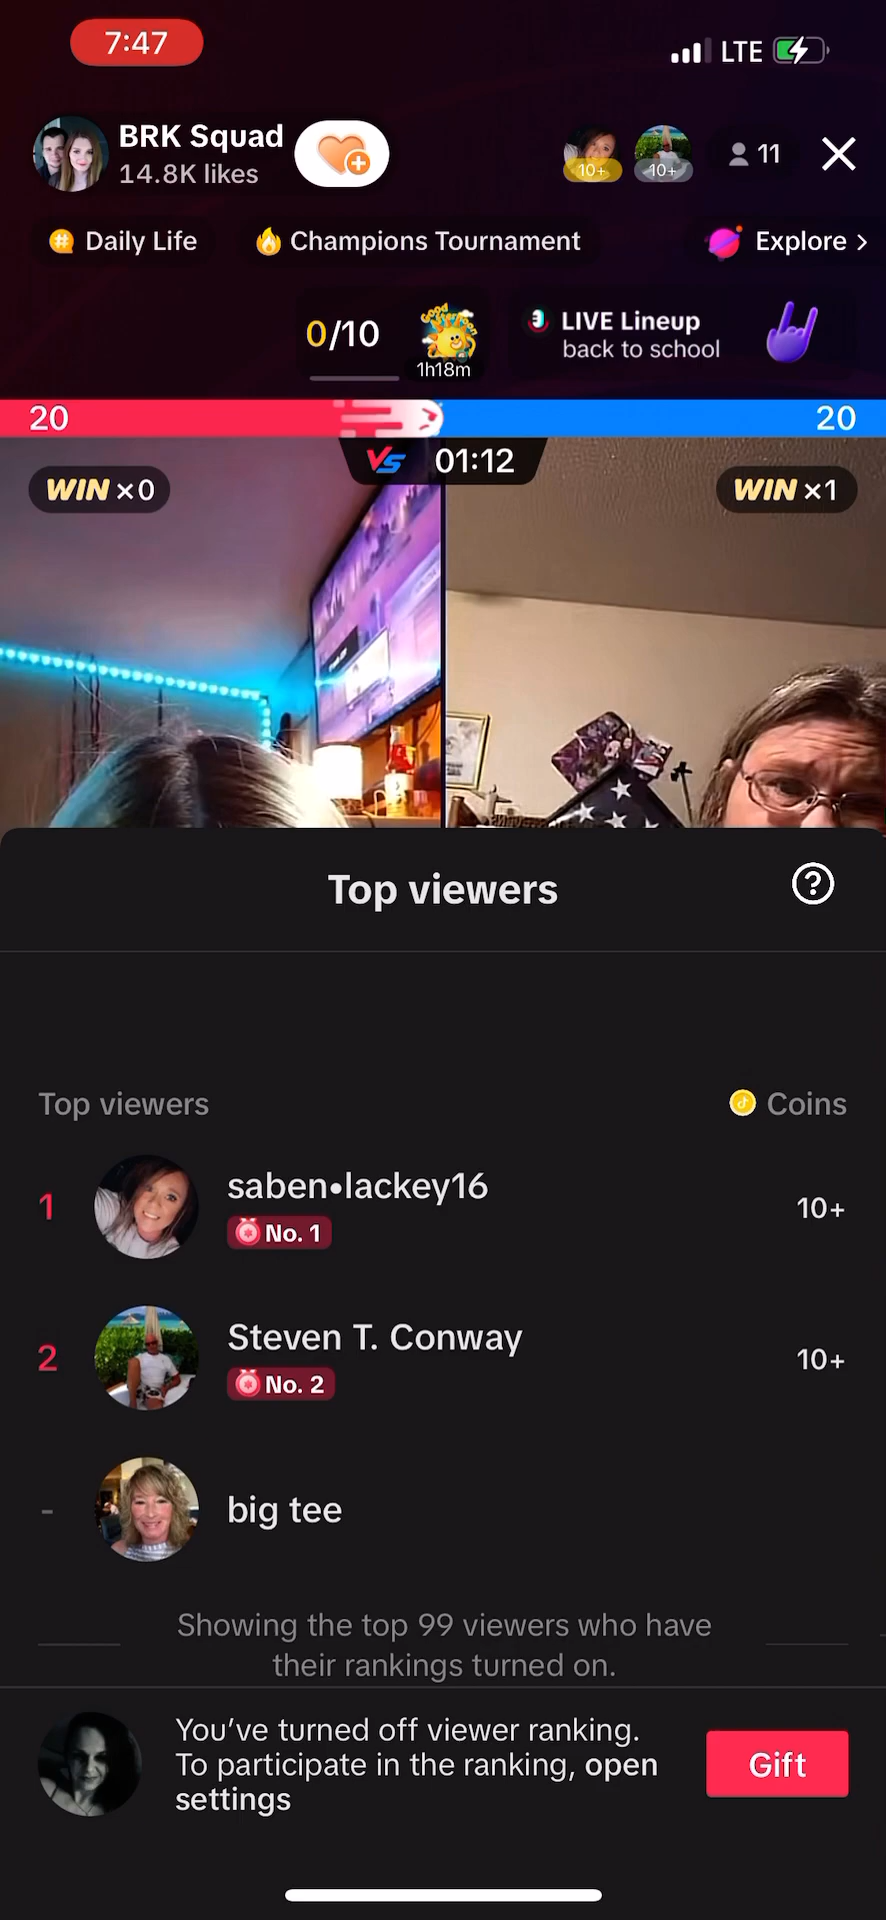 7:47
LTE
BRK Squad
14.8K likes
10+
10+
11
Daily Life
Champions Tournament
Explore >
0/10
Good Afternoon
1h18m
LIVE Lineup
back to school
20
20
VS 01:12
WIN ×0
WIN ×1
Top viewers
Top viewers
Coins
1
saben•lackey16
No. 1
10+
2
Steven T. Conway
No. 2
10+
-
big tee
Showing the top 99 viewers who have
their rankings turned on.
You’ve turned off viewer ranking.
To participate in the ranking, open
settings
Gift